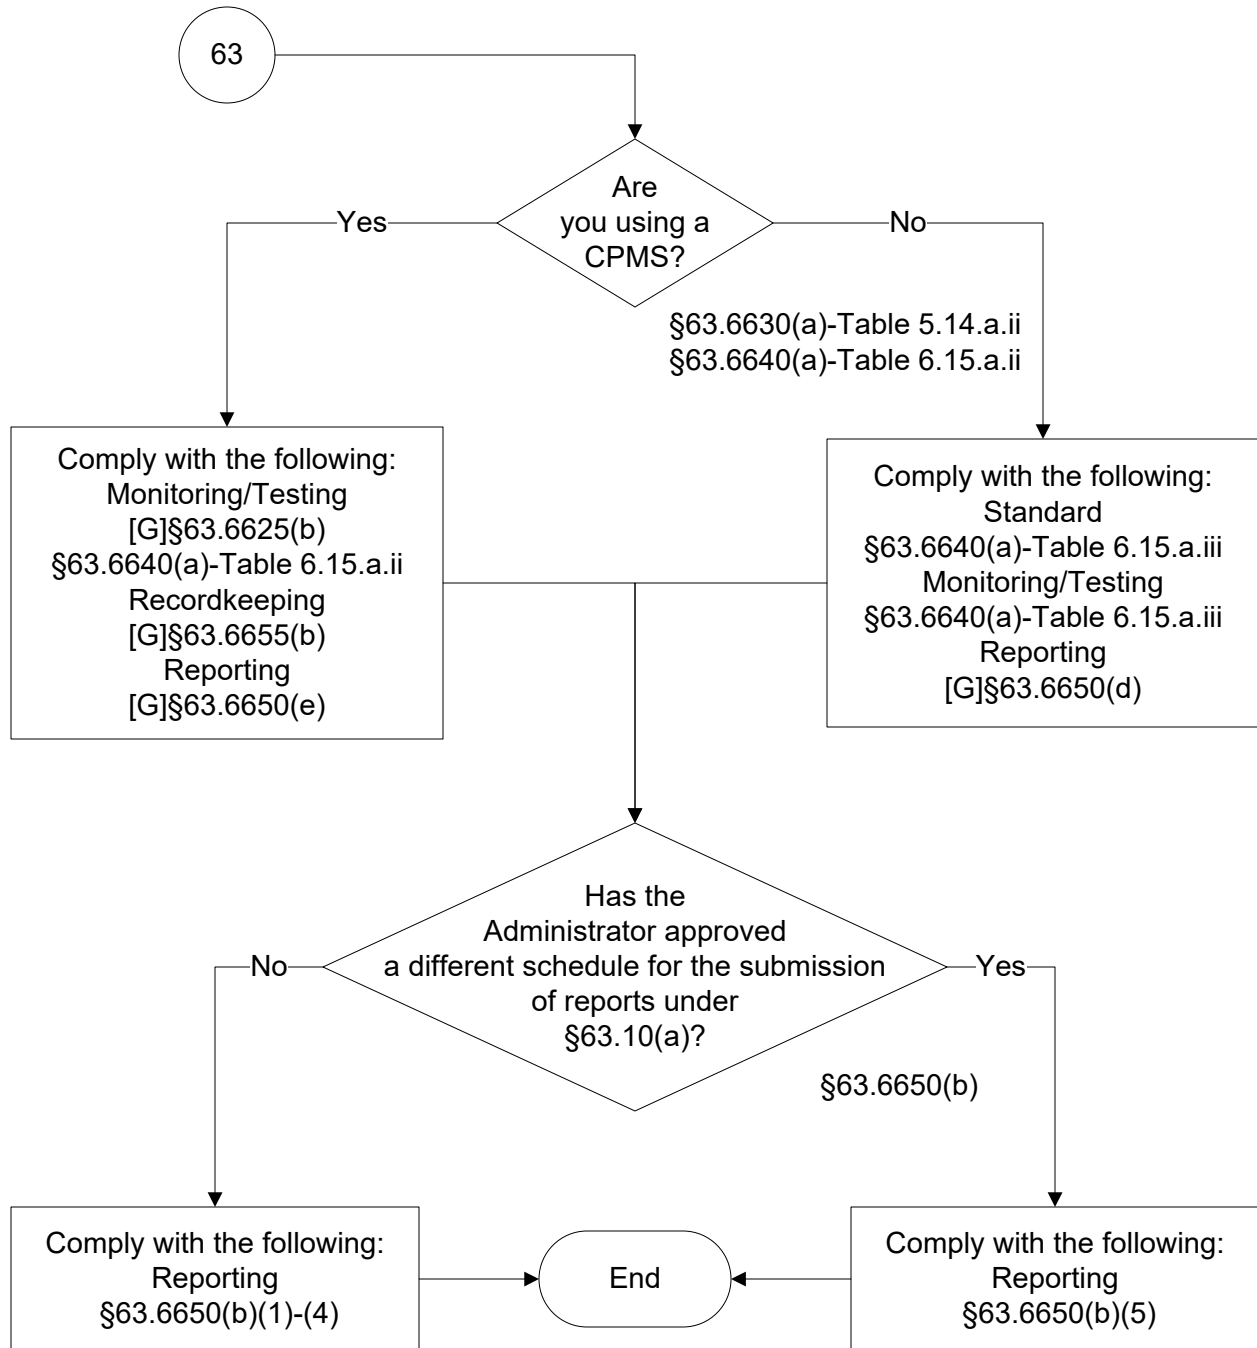 63
Are
you using a
CPMS?
Yes
No
§63.6630(a)-Table 5.14.a.ii
§63.6640(a)-Table 6.15.a.ii
Comply with the following:
Monitoring/Testing
[G]§63.6625(b)
§63.6640(a)-Table 6.15.a.ii
Recordkeeping
[G]§63.6655(b)
Reporting
[G]§63.6650(e)
Comply with the following:
Standard
§63.6640(a)-Table 6.15.a.iii
Monitoring/Testing
§63.6640(a)-Table 6.15.a.iii
Reporting
[G]§63.6650(d)
Has the
Administrator approved
a different schedule for the submission
of reports under
§63.10(a)?
No
Yes
§63.6650(b)
Comply with the following:
Reporting
§63.6650(b)(1)-(4)
End
Comply with the following:
Reporting
§63.6650(b)(5)